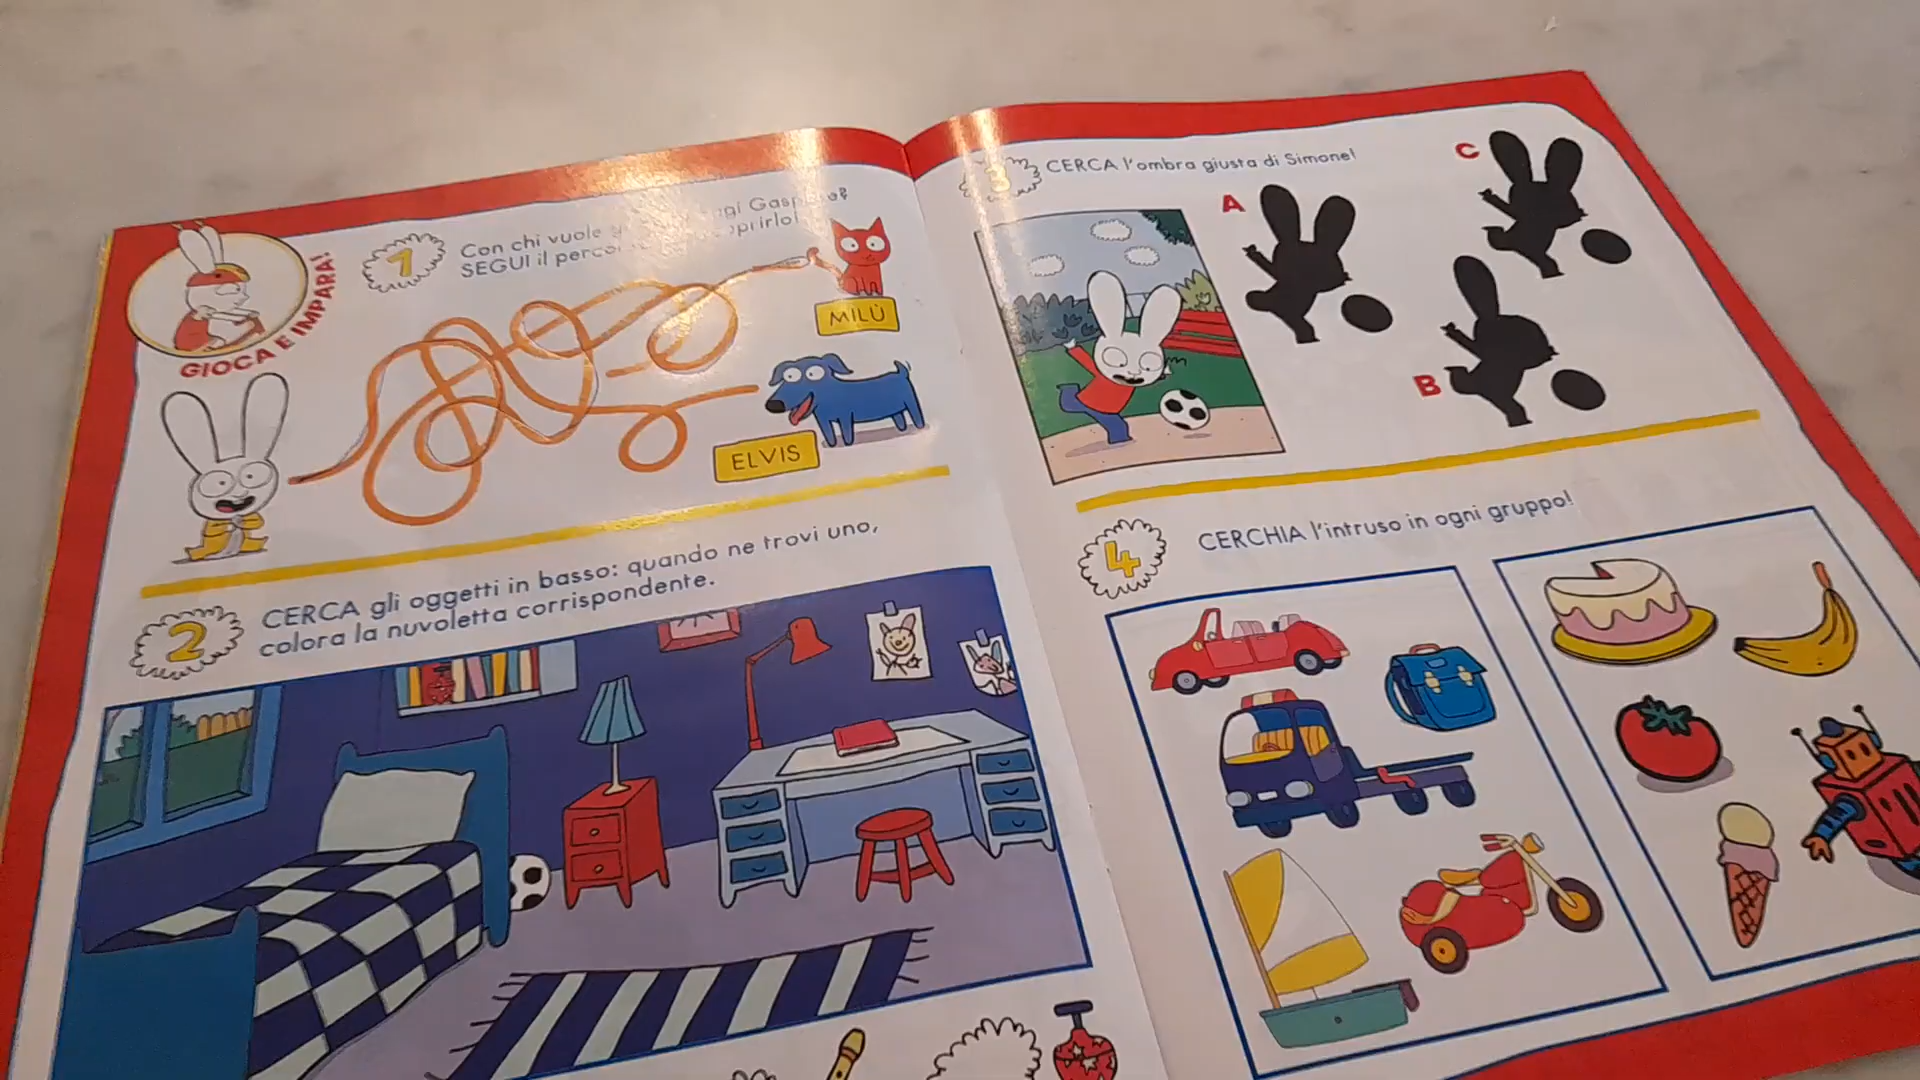 GIOCA E IMPARA!
1
Con chi vuole
SEGUI il
MILÙ
ELVIS
2
CERCA gli oggetti in basso: quando ne trovi uno,
colora la nuvoletta corrispondente.
3
CERCA l'ombra giusta di Simone!
A
C
B
4
CERCHIA l'intruso in ogni gruppo!